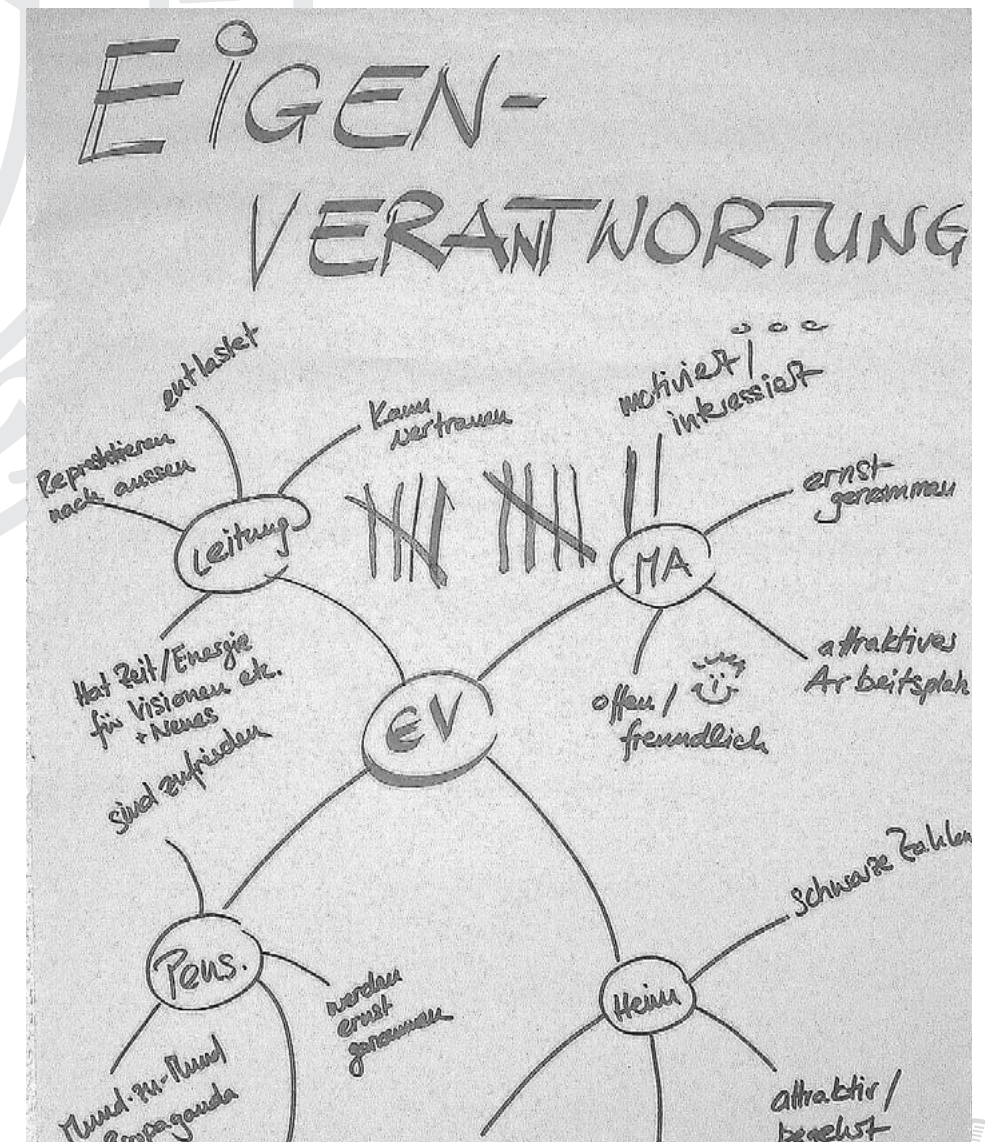 EIGEN-
VERANTWORTUNG
entlastet
Kann
vertrauen
Repräsentieren
nach aussen
Leitung
Hat Zeit/Energie
für Visionen etc.
+ Neues
motiviert/
interessiert
ernst
genommen
MA
attraktives
Arbeitsplatz
offen/
freundlich
EV
sind zufrieden
Pens.
werden
ernst
genommen
Mund-zu-Mund
Propaganda
schwarze Zahlen
Heim
attraktiv/
begehrt